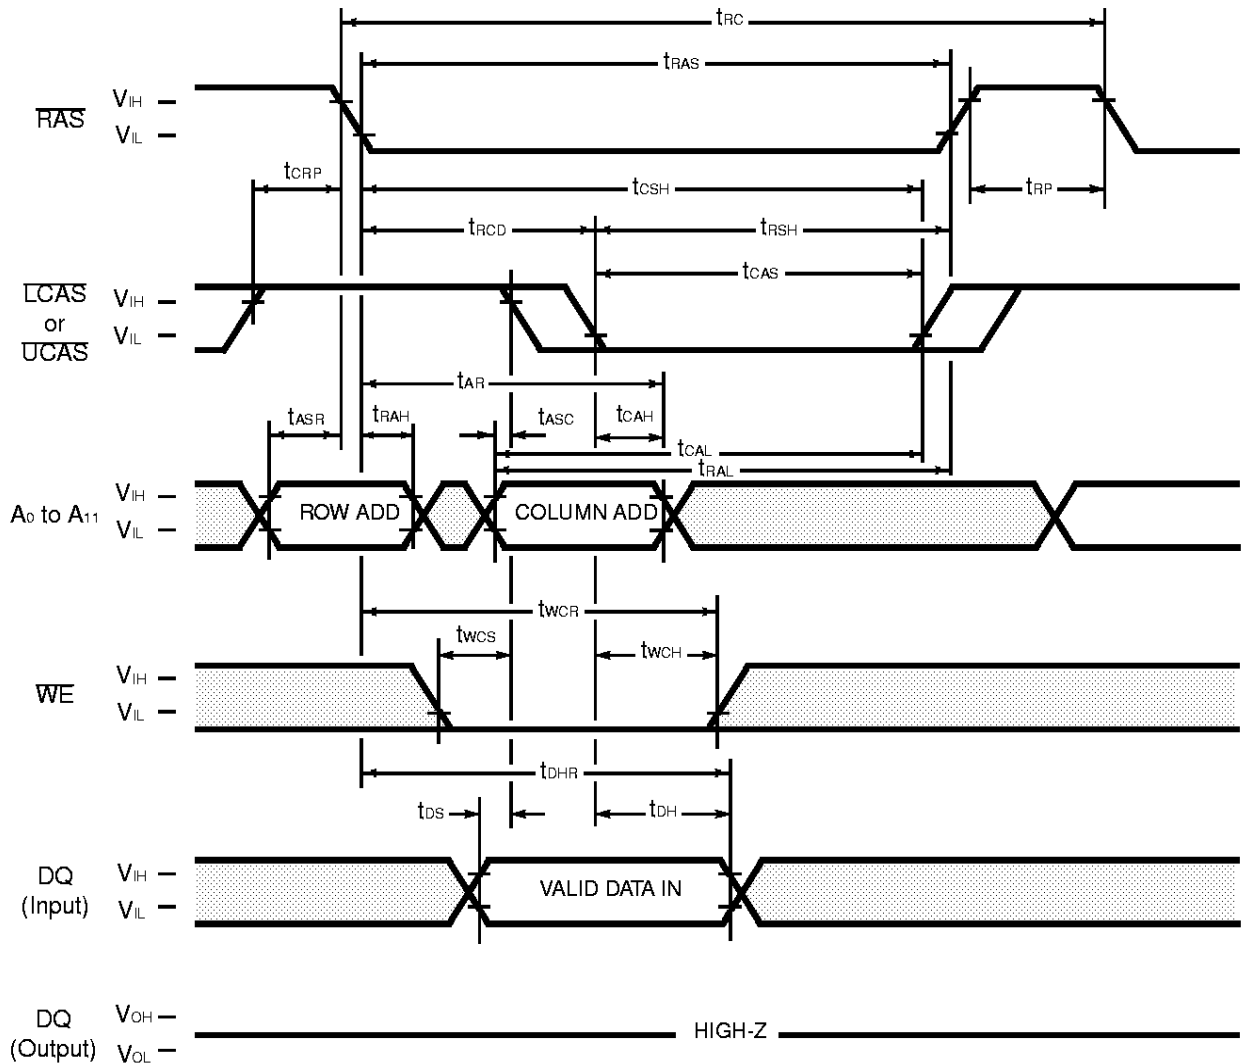 tRC
tRAS
RAS
VIH
VIL
tCRP
tCSH
tRP
tRCD
tRSH
tCAS
LCAS
or
UCAS
VIH
VIL
tAR
tASR
tRAH
tASC
tCAH
tCAL
tRAL
A0 to A11
VIH
VIL
ROW ADD
COLUMN ADD
tWCR
tWCS
tWCH
WE
VIH
VIL
tDHR
tDS
tDH
DQ
(Input)
VIH
VIL
VALID DATA IN
DQ
(Output)
VOH
VOL
HIGH-Z